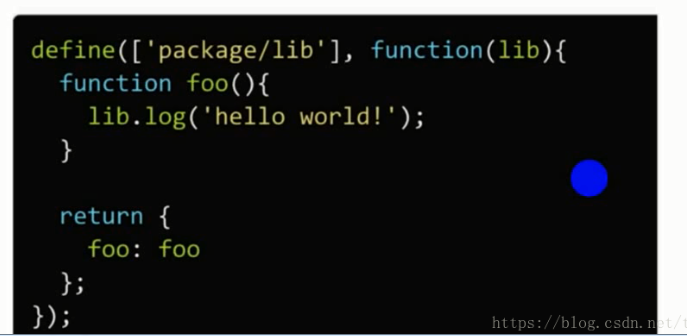 define(['package/lib'], function(lib){
  function foo(){
    lib.log('hello world!');
  }
  return {
    foo: foo
  };
});
https://blog.csdn.net/